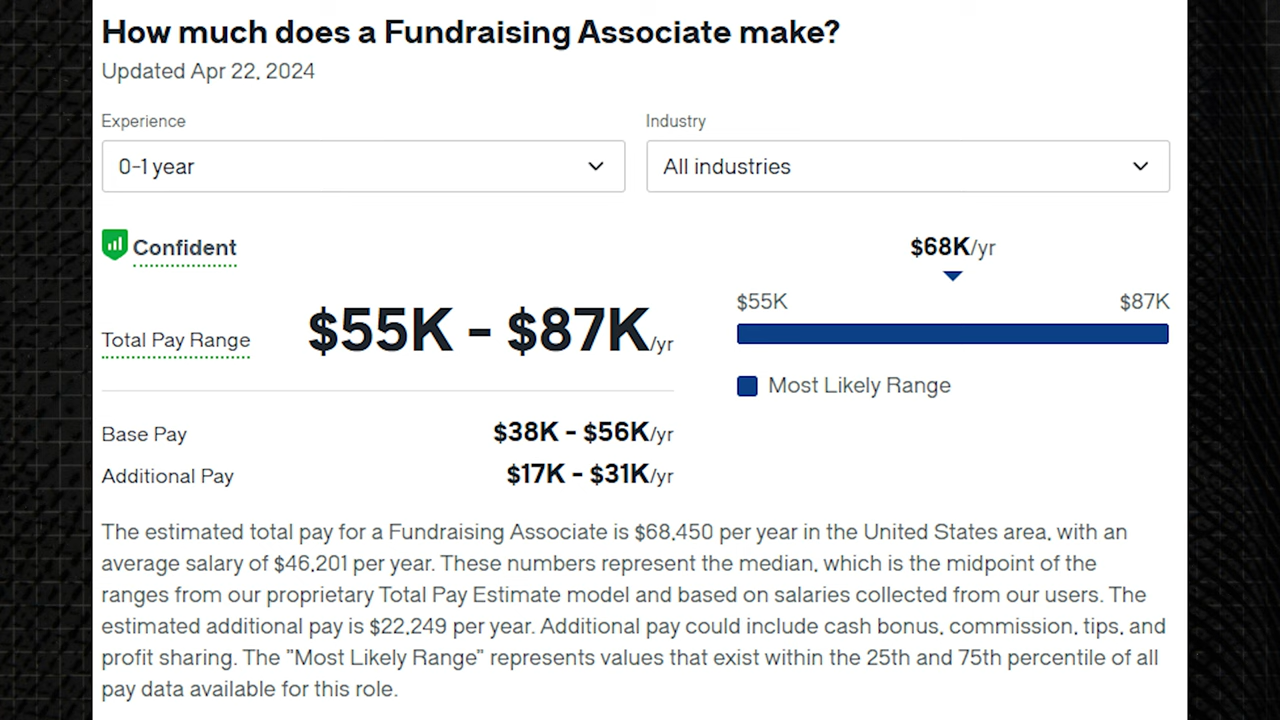 How much does a Fundraising Associate make?
Updated Apr 22, 2024
Experience
Industry
0-1 year
All industries
Confident
$68K/yr
$55K
$87K
Total Pay Range
$55K - $87K/yr
Most Likely Range
Base Pay
$38K - $56K/yr
Additional Pay
$17K - $31K/yr
The estimated total pay for a Fundraising Associate is $68,450 per year in the United States area, with an
average salary of $46,201 per year. These numbers represent the median, which is the midpoint of the
ranges from our proprietary Total Pay Estimate model and based on salaries collected from our users. The
estimated additional pay is $22,249 per year. Additional pay could include cash bonus, commission, tips, and
profit sharing. The "Most Likely Range" represents values that exist within the 25th and 75th percentile of all
pay data available for this role.